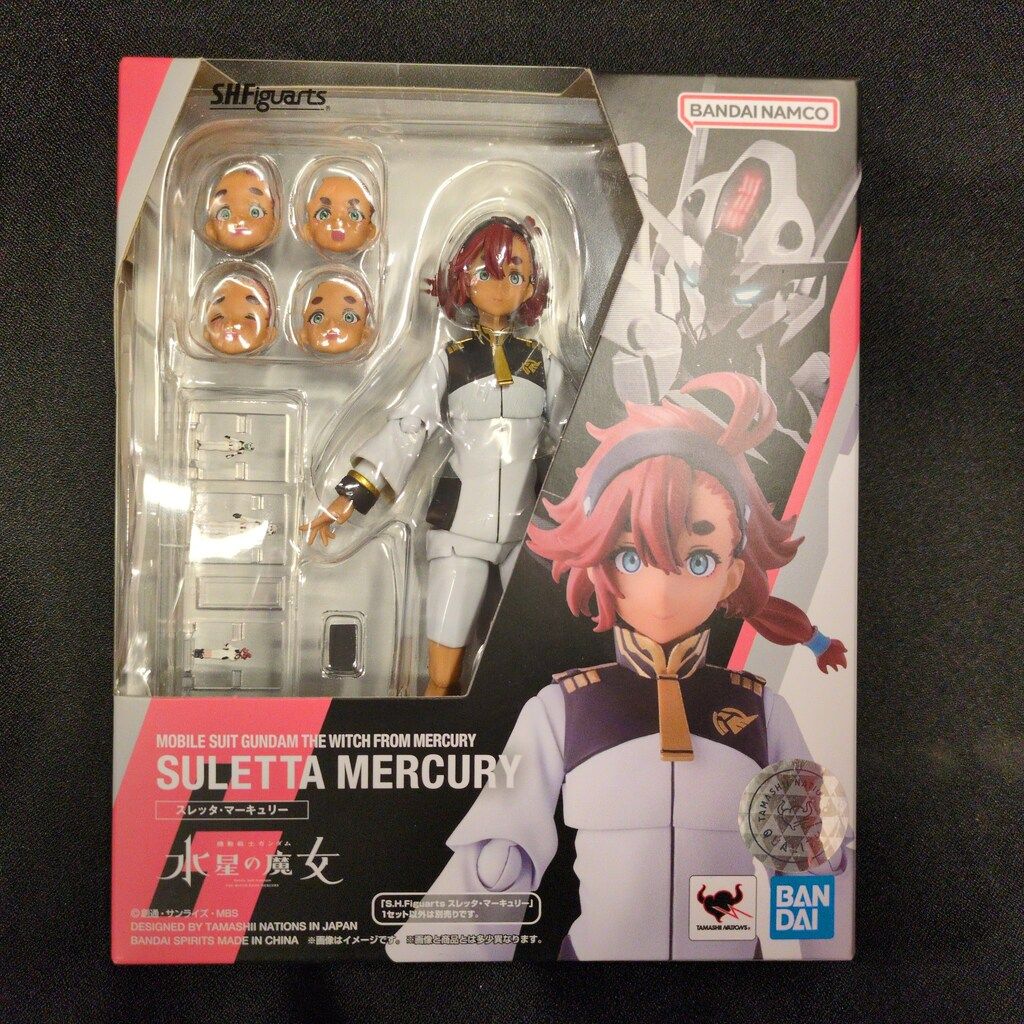 S.H.Figuarts
BANDAI NAMCO
MOBILE SUIT GUNDAM THE WITCH FROM MERCURY
SULETTA MERCURY
スレッタ・マーキュリー
機動戦士ガンダム
水星の魔女
「S.H.Figuarts スレッタ・マーキュリー」
1セット以外は別売りです。
©創通・サンライズ・MBS
DESIGNED BY TAMASHII NATIONS IN JAPAN
BANDAI SPIRITS MADE IN CHINA ※画像はイメージです。 ※画像と商品とは多少異なります。
TAMASHII NATIONS
TAMASHII NATIONS
BAN
DAI